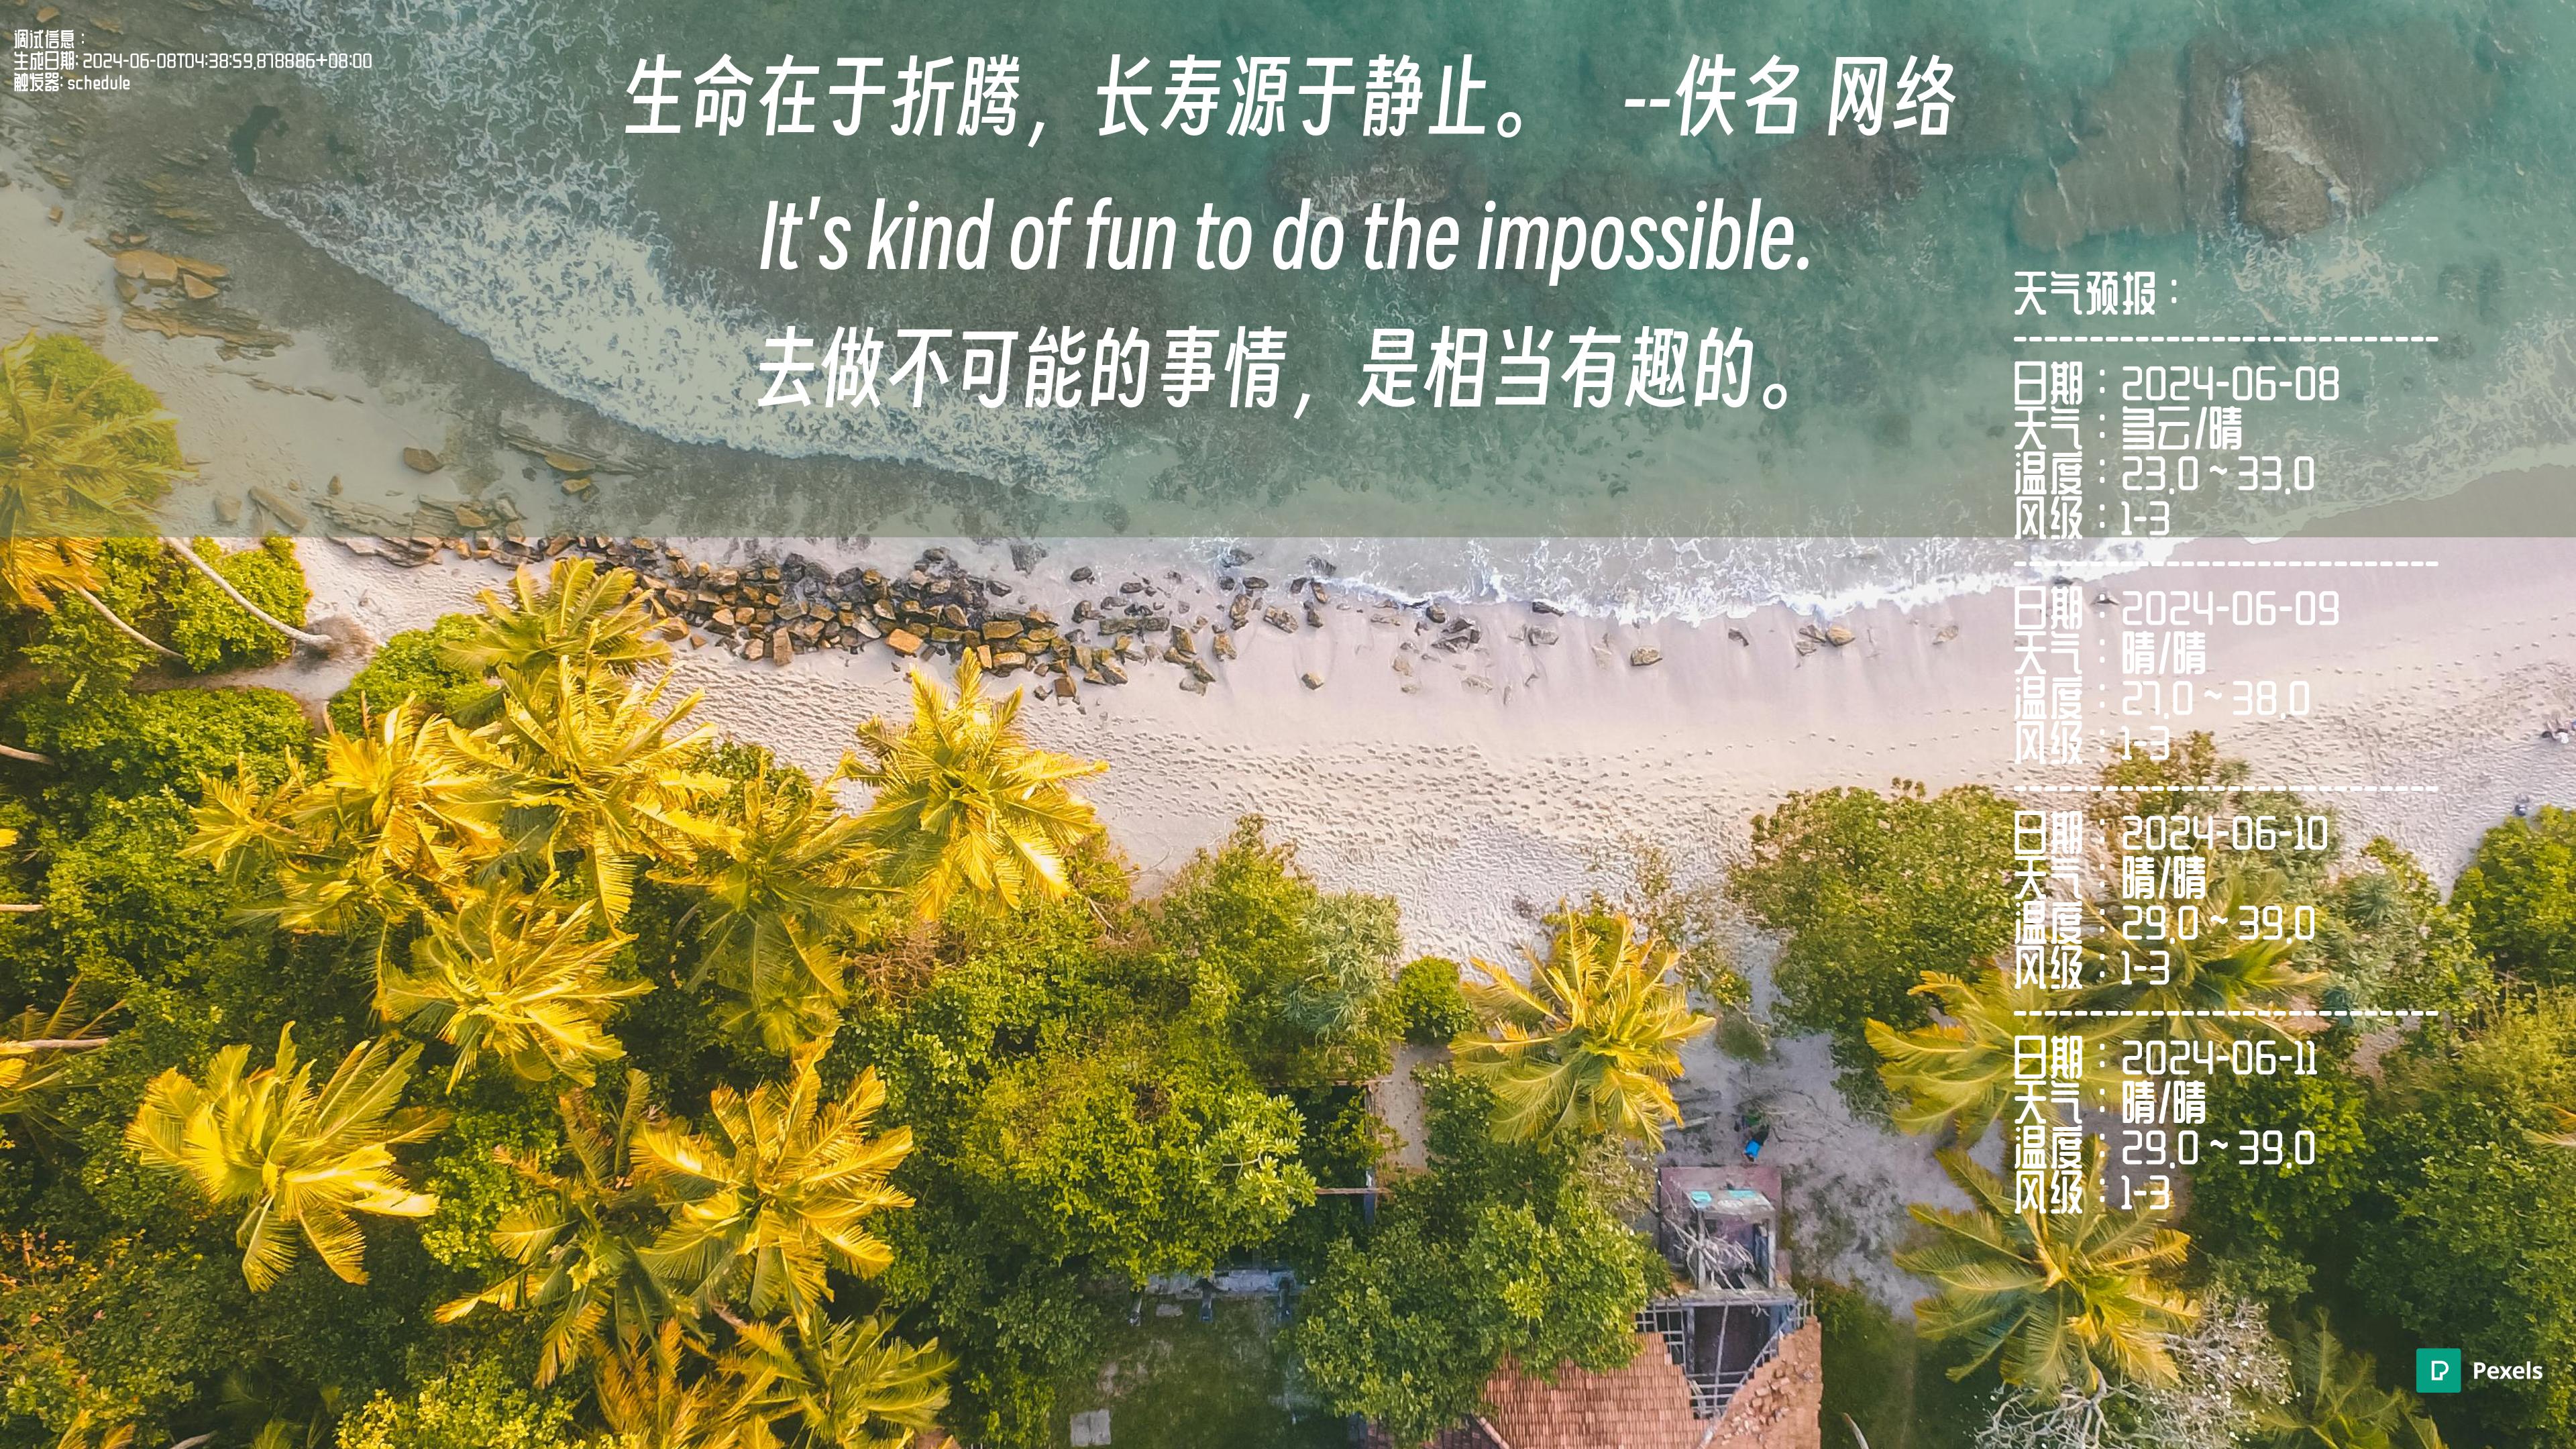 调试信息：
生成日期: 2024-06-08T04:38:59.878886+08:00
触发器: schedule
生命在于折腾，长寿源于静止。 --佚名 网络
It's kind of fun to do the impossible.
去做不可能的事情，是相当有趣的。
天气预报：
----------------------------
日期：2024-06-08
天气：多云/晴
温度：23.0 ~ 33.0
风级：1-3
----------------------------
日期：2024-06-09
天气：晴/晴
温度：27.0 ~ 38.0
风级：1-3
----------------------------
日期：2024-06-10
天气：晴/晴
温度：29.0 ~ 39.0
风级：1-3
----------------------------
日期：2024-06-11
天气：晴/晴
温度：29.0 ~ 39.0
风级：1-3
Pexels